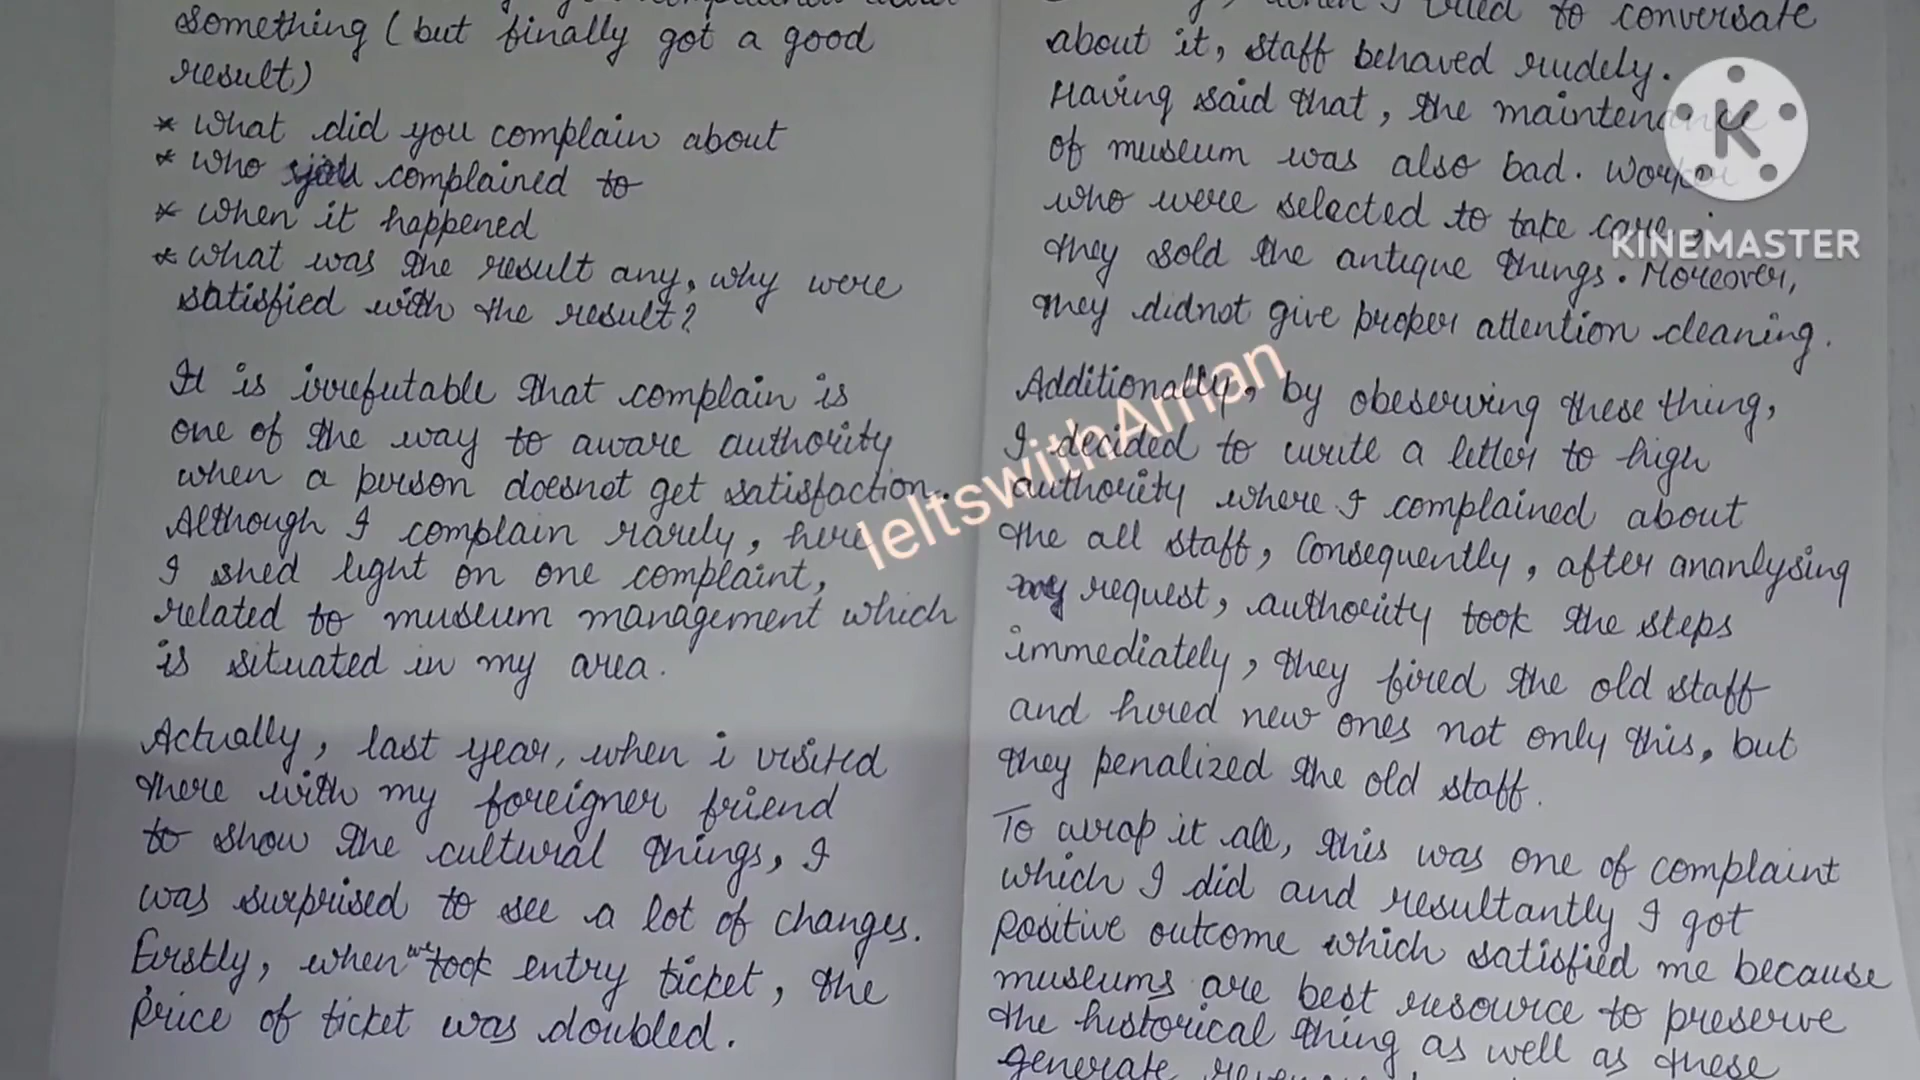 something (but finally got a good
result)
* what did you complain about
* who you complained to
* when it happened
* what was the result any, why were
satisfied with the result?
It is irrefutable that complain is
one of the way to aware authority
when a person doesnot get satisfaction.
Although I complain rarely, here
I shed light on one complaint,
related to museum management which
is situated in my area.
Actually, last year, when i visited
there with my foreigner friend
to show the cultural things, I
was surprised to see a lot of changes.
Firstly, when we took entry ticket, the
price of ticket was doubled.
when I tried to conversate
about it, staff behaved rudely.
Having said that, the maintenance
of museum was also bad. Worker
who were selected to take care,
they sold the antique things. Moreover,
they didnot give proper attention cleaning.
Additionally, by obeserving these thing,
I decided to write a letter to high
authority where I complained about
the all staff, Consequently, after ananlysing
my request, authority took the steps
immediately, they fired the old staff
and hired new ones not only this, but
they penalized the old staff.
To wrap it all, this was one of complaint
which I did and resultantly I got
positive outcome which satisfied me because
museums are best resource to preserve
the historical thing as well as these
generate
K
KINEMASTER
IeltswithAman